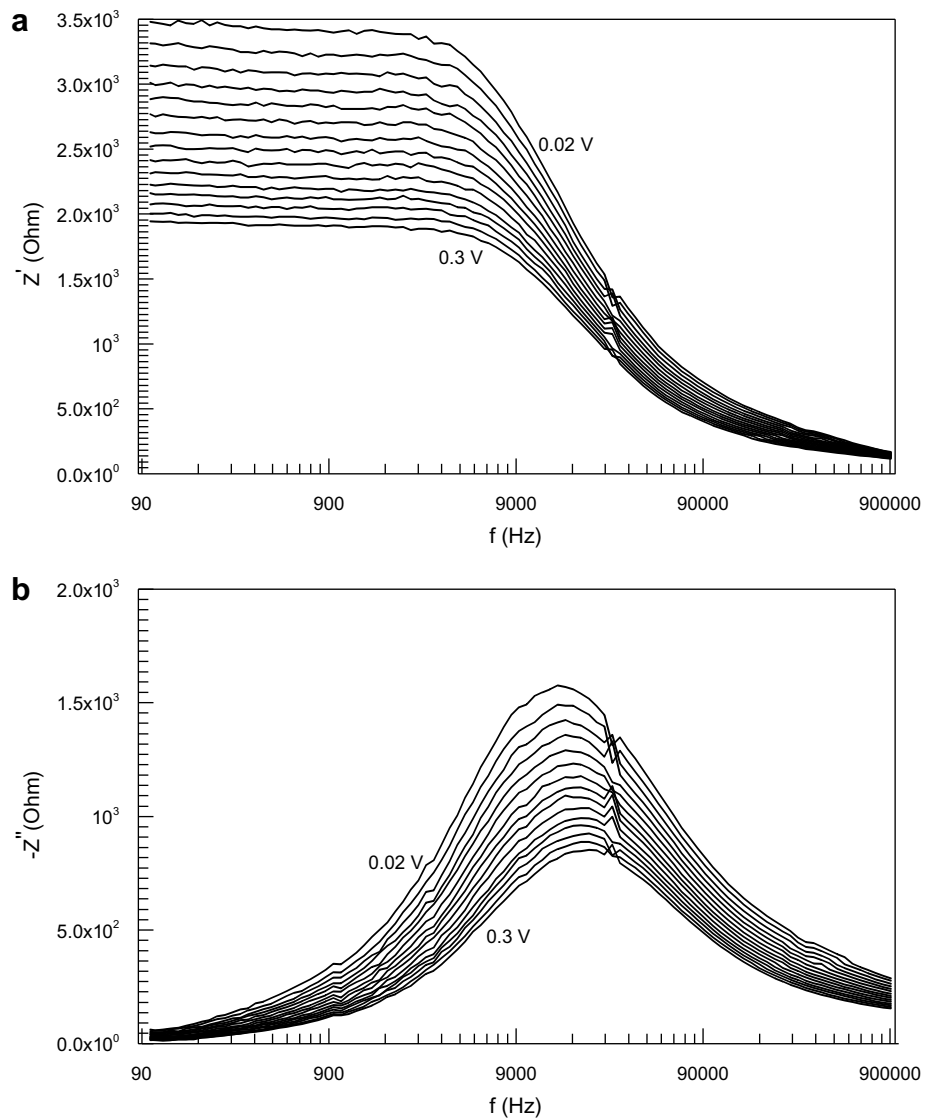 a
3.5x10³
3.0x10³
2.5x10³
2.0x10³
1.5x10³
10³
5.0x10²
0.0x10⁰
Z' (Ohm)
0.02 V
0.3 V
90
900
9000
90000
900000
f (Hz)
b
2.0x10³
1.5x10³
10³
5.0x10²
0.0x10⁰
-Z'' (Ohm)
0.02 V
0.3 V
90
900
9000
90000
900000
f (Hz)